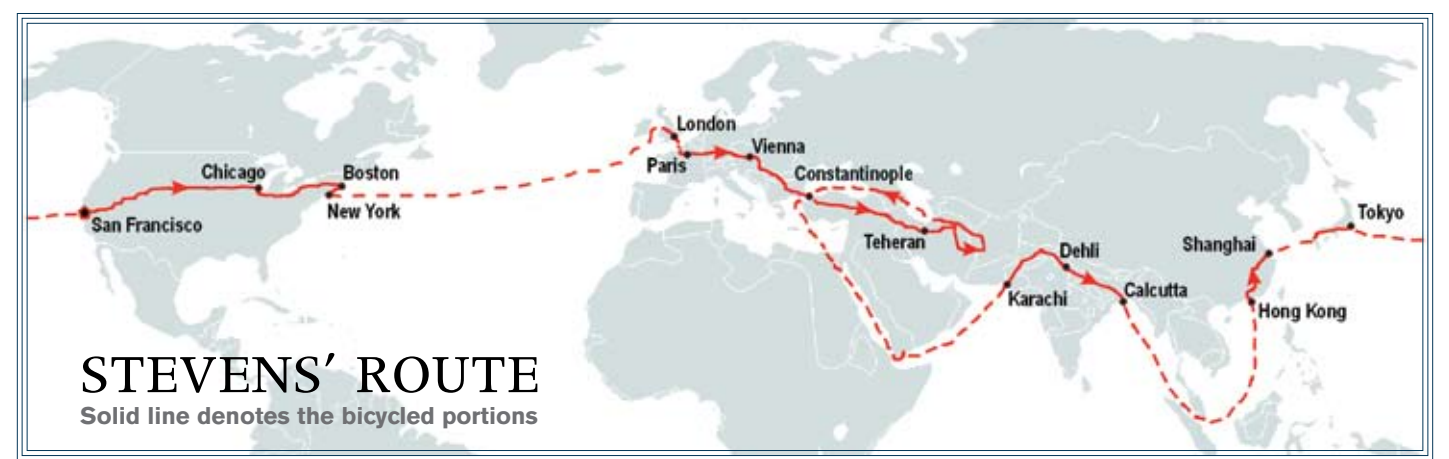 London
Vienna
Paris
Chicago
Boston
Constantinople
New York
San Francisco
Teheran
Tokyo
Shanghai
Dehli
Karachi
Calcutta
Hong Kong
STEVENS’ ROUTE
Solid line denotes the bicycled portions